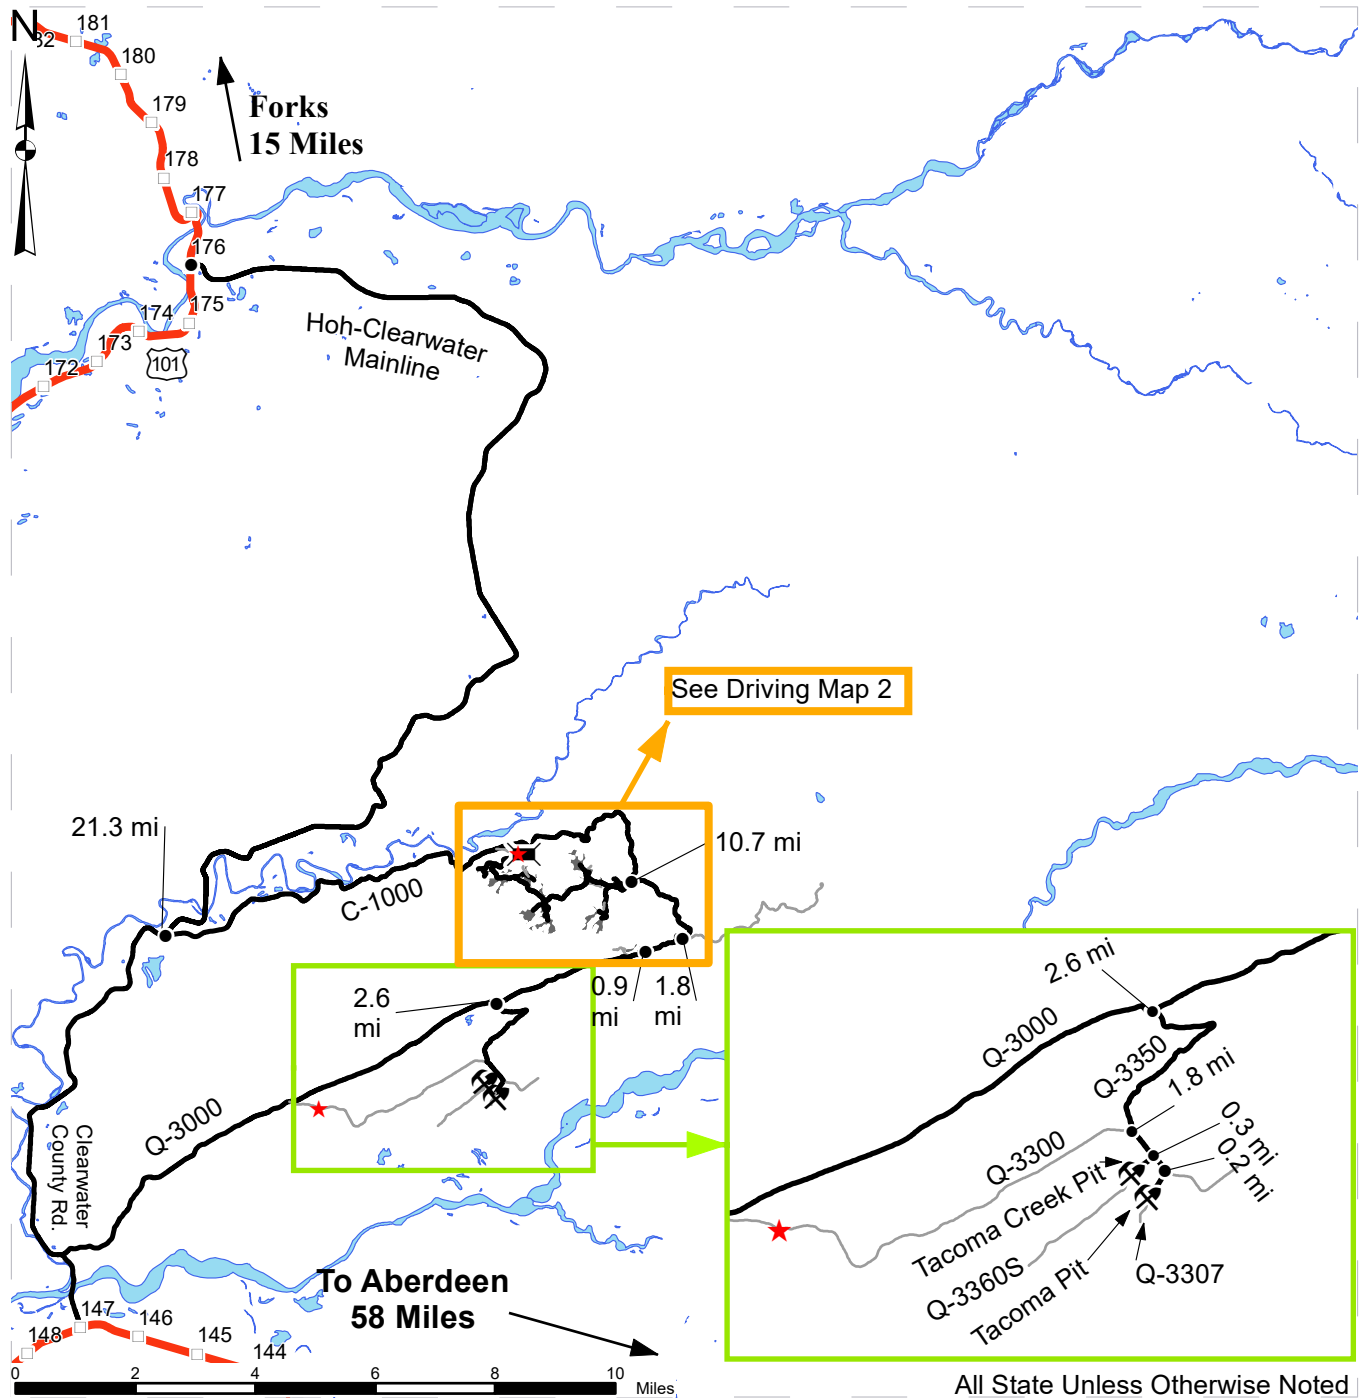 N
181
82
180
179
178
177
176
175
174
173
172
101
Forks
15 Miles
Hoh-Clearwater
Mainline
See Driving Map 2
21.3 mi
10.7 mi
C-1000
0.9
mi
1.8
mi
2.6
mi
Q-3000
Clearwater
County Rd.
2.6 mi
Q-3000
Q-3350
1.8 mi
0.3 mi
0.2 mi
Q-3300
Tacoma Creek Pit
Q-3360S
Tacoma Pit
Q-3307
To Aberdeen
58 Miles
148
147
146
145
144
0
2
4
6
8
10
Miles
All State Unless Otherwise Noted